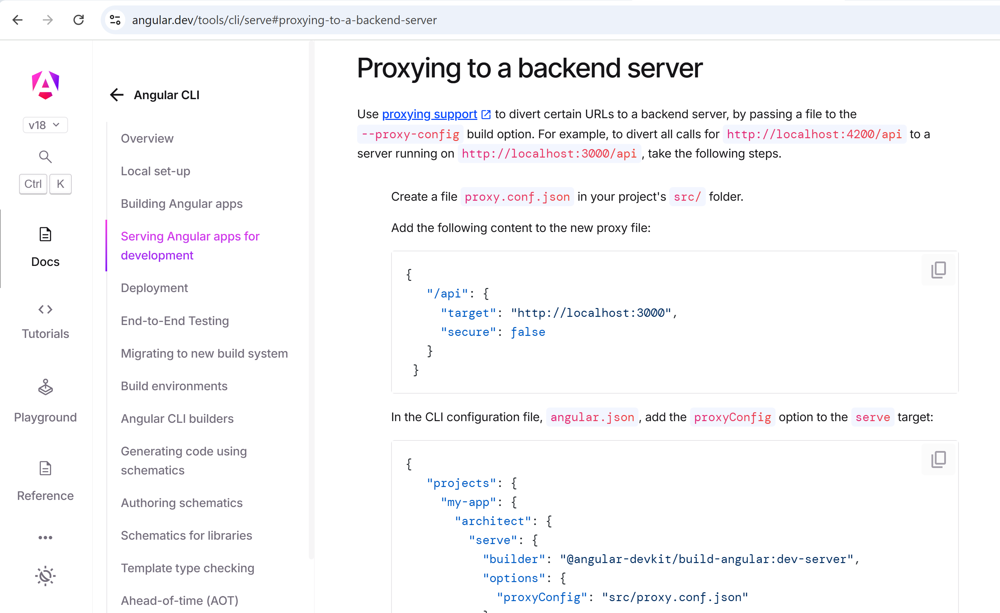 angular.dev/tools/cli/serve#proxying-to-a-backend-server
v18
Ctrl K
Docs
Tutorials
Playground
Reference
Angular CLI
Overview
Local set-up
Building Angular apps
Serving Angular apps for
development
Deployment
End-to-End Testing
Migrating to new build system
Build environments
Angular CLI builders
Generating code using
schematics
Authoring schematics
Schematics for libraries
Template type checking
Ahead-of-time (AOT)
Proxying to a backend server
Use proxying support to divert certain URLs to a backend server, by passing a file to the
--proxy-config build option. For example, to divert all calls for http://localhost:4200/api to a
server running on http://localhost:3000/api, take the following steps.
Create a file proxy.conf.json in your project's src/ folder.
Add the following content to the new proxy file:
{
"/api": {
"target": "http://localhost:3000",
"secure": false
}
}
In the CLI configuration file, angular.json, add the proxyConfig option to the serve target:
{
"projects": {
"my-app": {
"architect": {
"serve": {
"builder": "@angular-devkit/build-angular:dev-server",
"options": {
"proxyConfig": "src/proxy.conf.json"